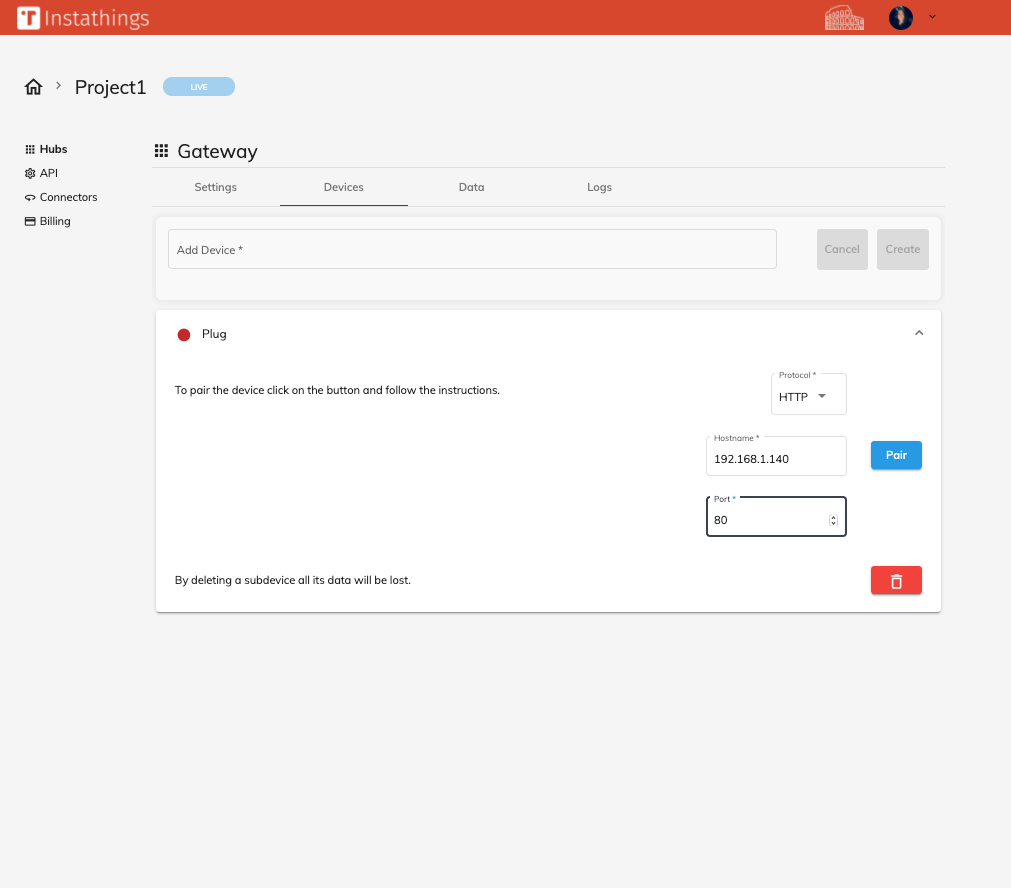 Instathings
Project1
LIVE
Hubs
API
Connectors
Billing
Gateway
Settings
Devices
Data
Logs
Add Device *
Cancel
Create
Plug
To pair the device click on the button and follow the instructions.
Protocol *
HTTP
Hostname *
192.168.1.140
Pair
Port *
80
By deleting a subdevice all its data will be lost.